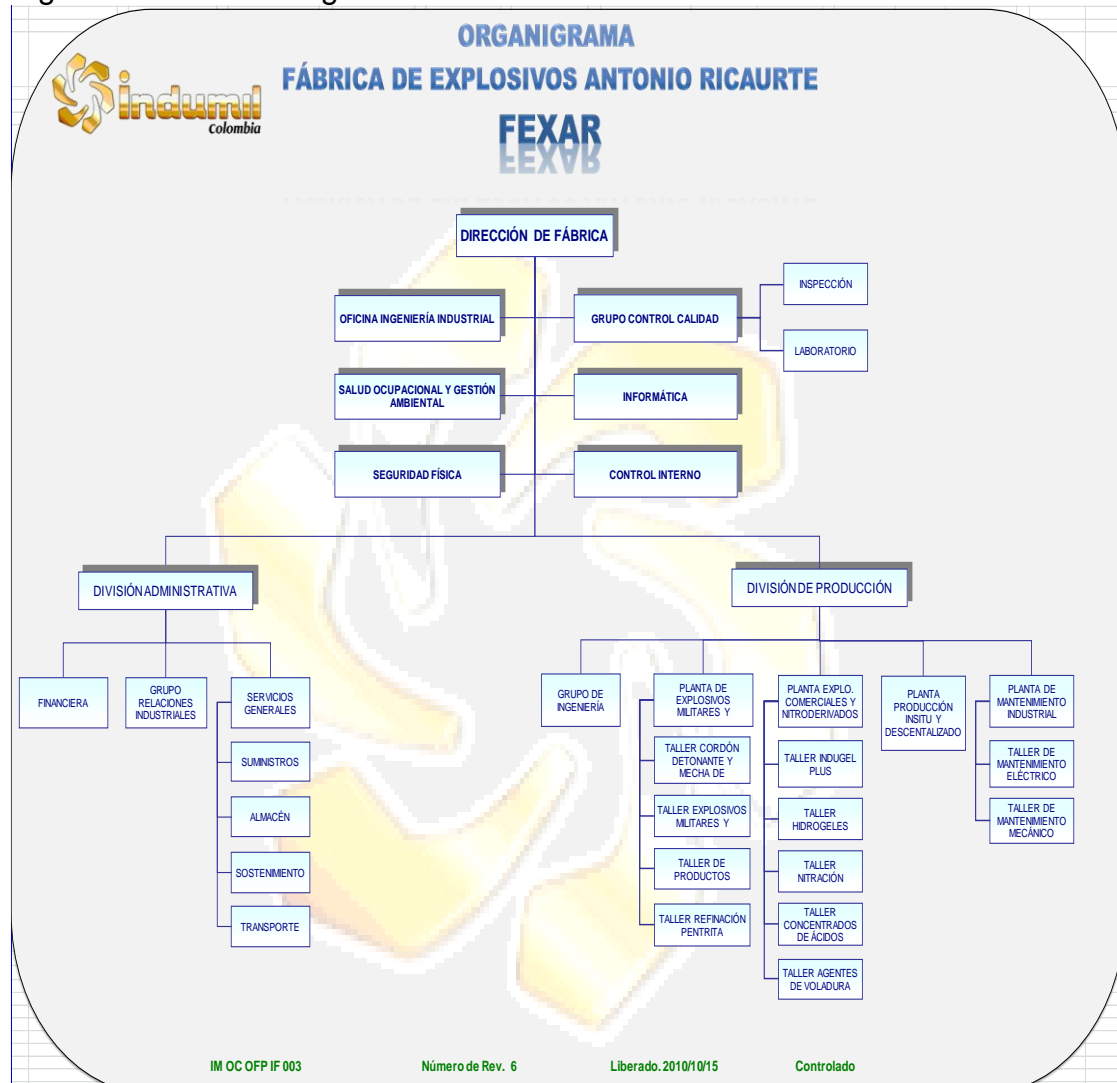 ORGANIGRAMA
FÁBRICA DE EXPLOSIVOS ANTONIO RICAURTE
FEXAR
indumil
Colombia
DIRECCIÓN DE FÁBRICA
OFICINA INGENIERÍA INDUSTRIAL
GRUPO CONTROL CALIDAD
INSPECCIÓN
LABORATORIO
SALUD OCUPACIONAL Y GESTIÓN
AMBIENTAL
INFORMÁTICA
SEGURIDAD FÍSICA
CONTROL INTERNO
DIVISIÓN ADMINISTRATIVA
DIVISIÓN DE PRODUCCIÓN
FINANCIERA
GRUPO
RELACIONES
INDUSTRIALES
SERVICIOS
GENERALES
SUMINISTROS
ALMACÉN
SOSTENIMIENTO
TRANSPORTE
GRUPO DE
INGENIERÍA
PLANTA DE
EXPLOSIVOS
MILITARES Y
TALLER CORDÓN
DETONANTE Y
MECHA DE
TALLER EXPLOSIVOS
MILITARES Y
TALLER DE
PRODUCTOS
TALLER REFINACIÓN
PENTRITA
PLANTA EXPLO.
COMERCIALES Y
NITRODERIVADOS
TALLER INDUGEL
PLUS
TALLER
HIDROGELES
TALLER
NITRACIÓN
TALLER
CONCENTRADOS
DE ÁCIDOS
TALLER AGENTES
DE VOLADURA
PLANTA
PRODUCCIÓN
INSITU Y
DESCENTALIZADO
PLANTA DE
MANTENIMIENTO
INDUSTRIAL
TALLER DE
MANTENIMIENTO
ELÉCTRICO
TALLER DE
MANTENIMIENTO
MECÁNICO
IM OC OFP IF 003 Número de Rev. 6 Liberado. 2010/10/15 Controlado